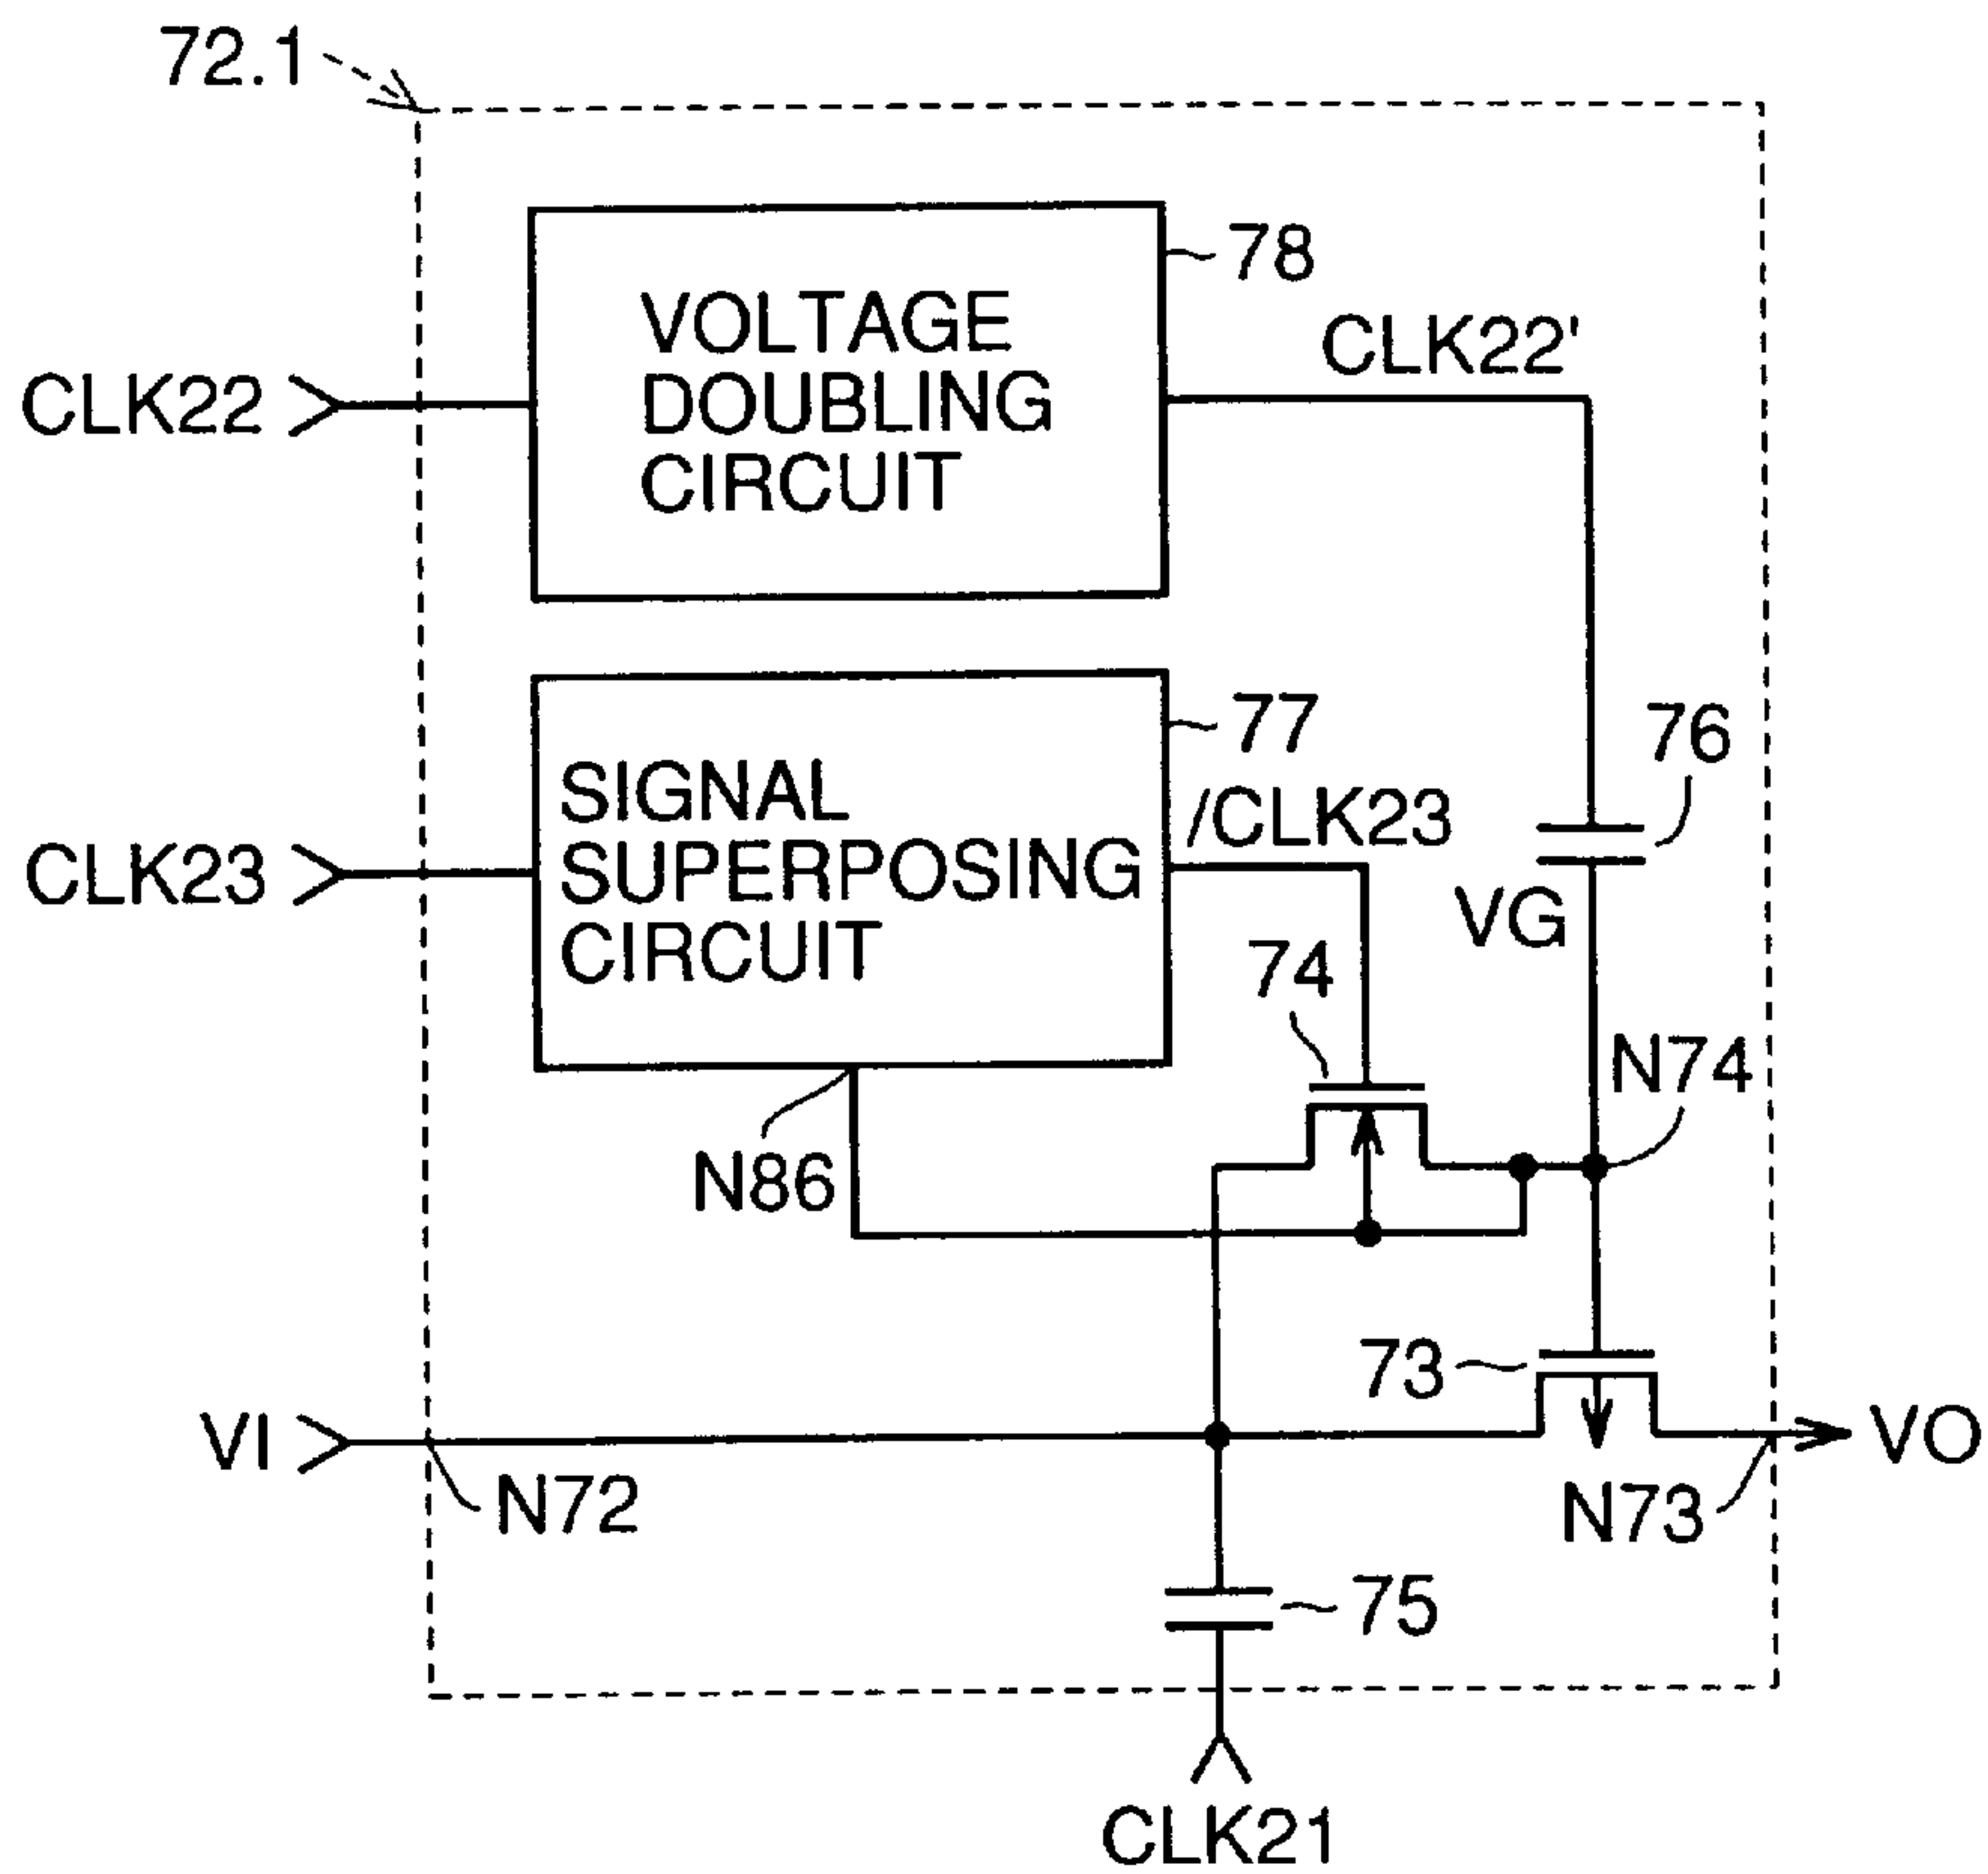 72.1
78
VOLTAGE
DOUBLING
CIRCUIT
CLK22'
CLK22
77
76
SIGNAL
SUPERPOSING
CIRCUIT
/CLK23
CLK23
VG
74
N74
N86
73
VI
VO
N72
N73
75
CLK21